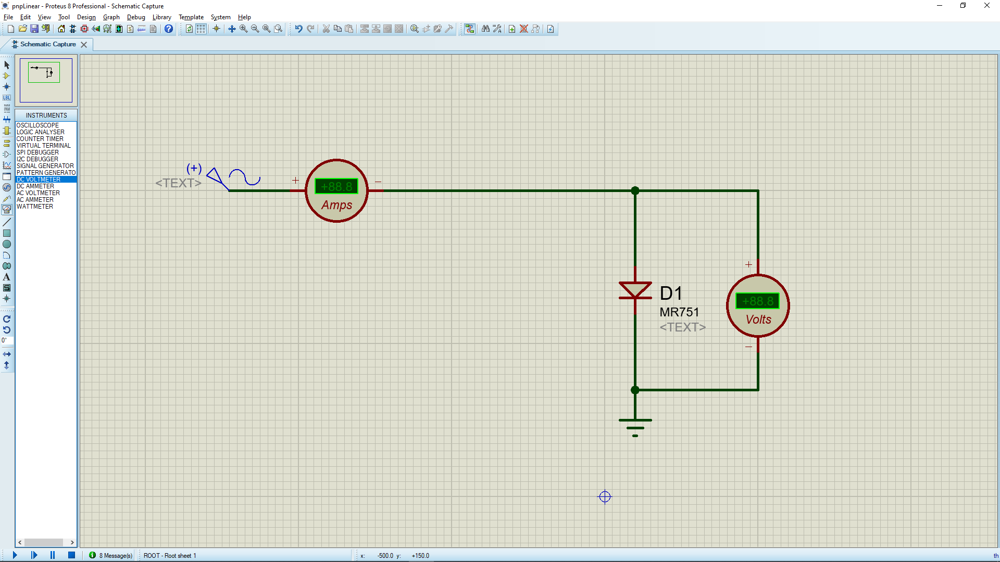 pnpLinear - Proteus 8 Professional - Schematic Capture
File Edit View Tool Design Graph Debug Library Template System Help
Schematic Capture
INSTRUMENTS
OSCILLOSCOPE
LOGIC ANALYSER
COUNTER TIMER
VIRTUAL TERMINAL
SPI DEBUGGER
I2C DEBUGGER
SIGNAL GENERATOR
PATTERN GENERATO
DC VOLTMETER
DC AMMETER
AC VOLTMETER
AC AMMETER
WATTMETER
LBL
A
S
0°
(+)
<TEXT>
+
−
+88.8
Amps
D1
MR751
<TEXT>
+
+88.8
Volts
−
8 Message(s)
ROOT - Root sheet 1
x: -500.0 y: +150.0
th